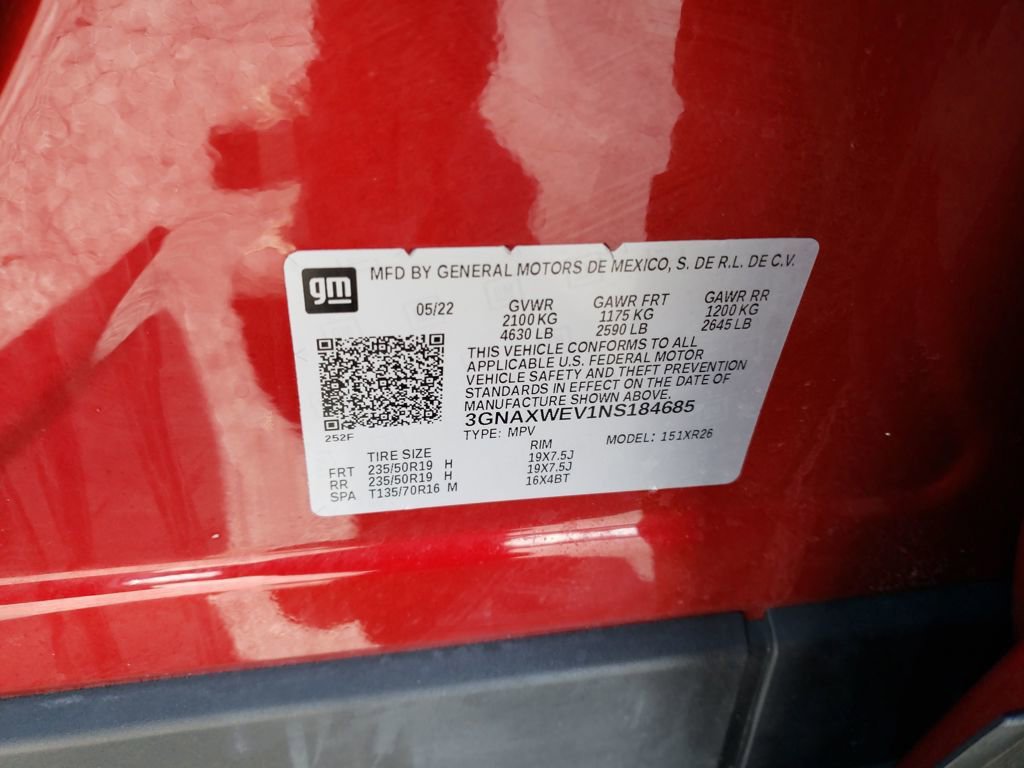 gm
MFD BY GENERAL MOTORS DE MEXICO, S. DE R.L. DE C.V.
05/22 GVWR GAWR FRT GAWR RR
2100 KG 1175 KG 1200 KG
4630 LB 2590 LB 2645 LB
THIS VEHICLE CONFORMS TO ALL
APPLICABLE U.S. FEDERAL MOTOR
VEHICLE SAFETY AND THEFT PREVENTION
STANDARDS IN EFFECT ON THE DATE OF
MANUFACTURE SHOWN ABOVE.
3GNAXWEV1NS184685
252F
TYPE: MPV MODEL: 151XR26
TIRE SIZE RIM
FRT 235/50R19 H 19X7.5J
RR 235/50R19 H 19X7.5J
SPA T135/70R16 M 16X4BT